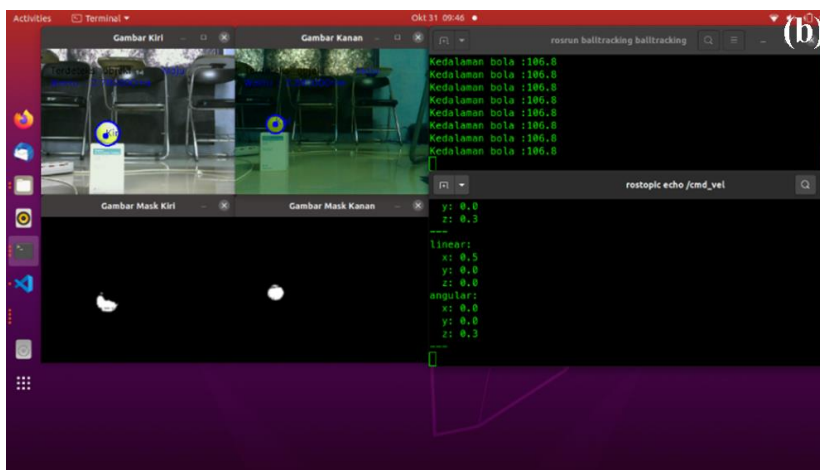 Activities
Terminal
Okt 31 09:46
(b)
Gambar Kiri
Gambar Kanan
rosrun balltracking balltracking
Kir
Kedalaman bola :106.8
Kedalaman bola :106.8
Kedalaman bola :106.8
Kedalaman bola :106.8
Kedalaman bola :106.8
Kedalaman bola :106.8
Kedalaman bola :106.8
Kedalaman bola :106.8
Gambar Mask Kiri
Gambar Mask Kanan
rostopic echo /cmd_vel
y: 0.0
z: 0.3
---
linear:
x: 0.5
y: 0.0
z: 0.0
angular:
x: 0.0
y: 0.0
z: 0.3
---